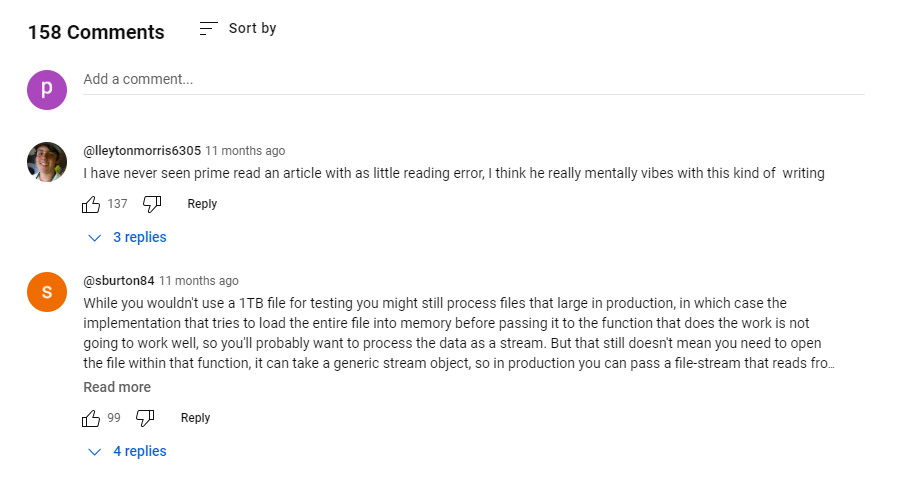 158 Comments
Sort by
p
Add a comment...
@lleytonmorris6305 11 months ago
I have never seen prime read an article with as little reading error, I think he really mentally vibes with this kind of  writing
137
Reply
3 replies
s
@sburton84 11 months ago
While you wouldn't use a 1TB file for testing you might still process files that large in production, in which case the
implementation that tries to load the entire file into memory before passing it to the function that does the work is not
going to work well, so you'll probably want to process the data as a stream. But that still doesn't mean you need to open
the file within that function, it can take a generic stream object, so in production you can pass a file-stream that reads fro...
Read more
99
Reply
4 replies